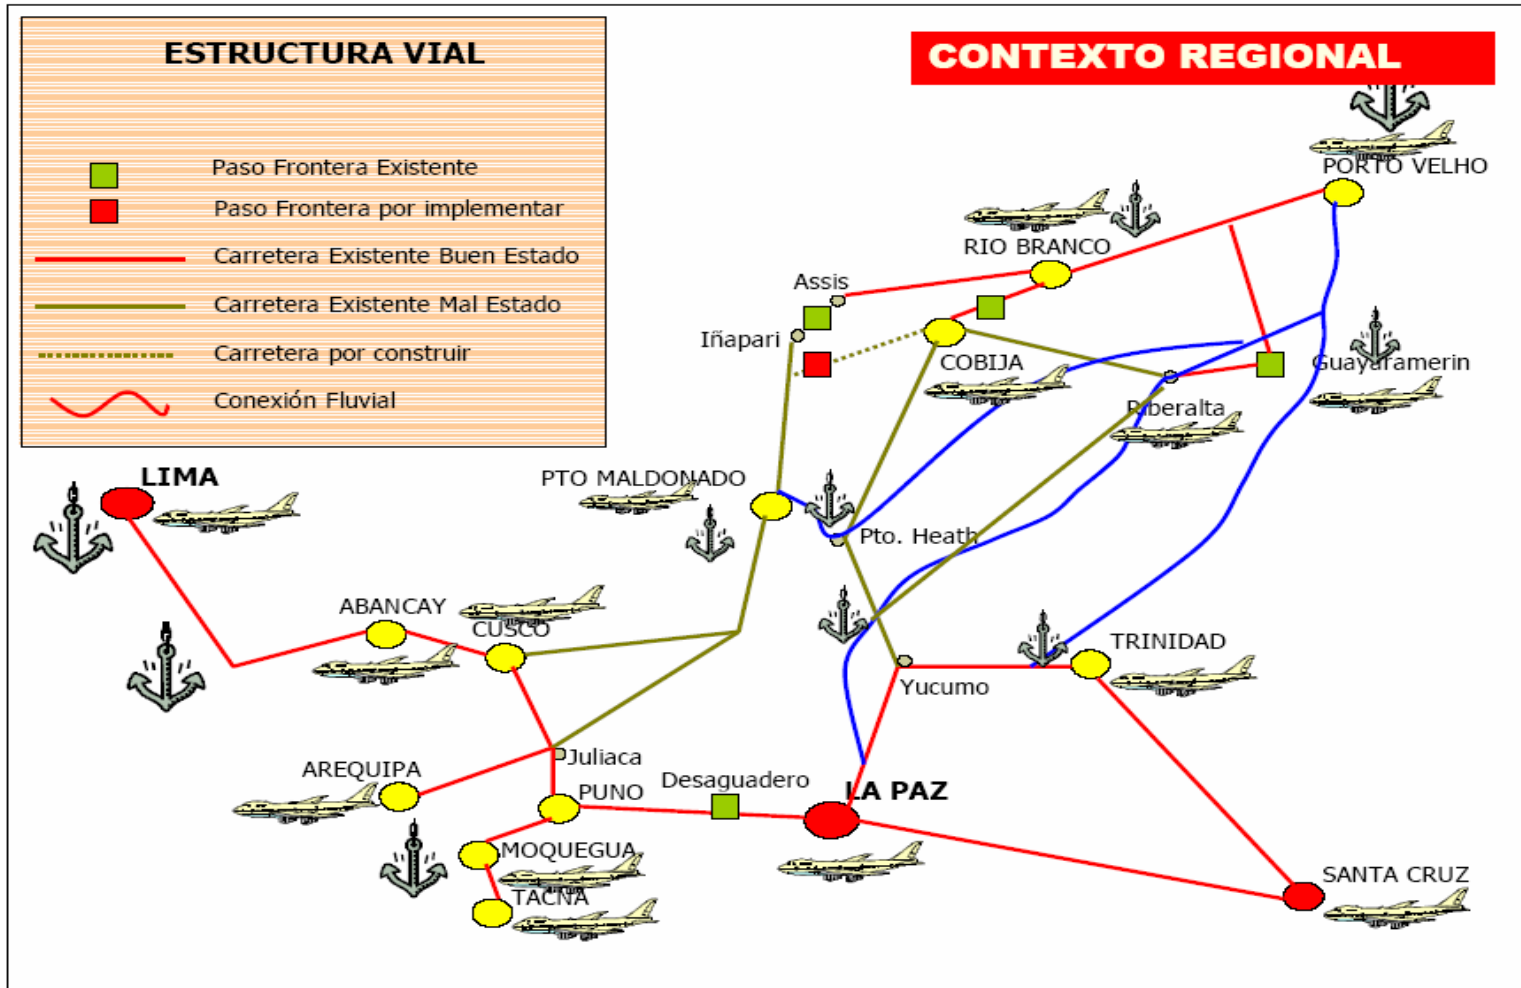 ESTRUCTURA VIAL
Paso Frontera Existente
Paso Frontera por implementar
Carretera Existente Buen Estado
Carretera Existente Mal Estado
Carretera por construir
Conexión Fluvial
CONTEXTO REGIONAL
PORTO VELHO
RIO BRANCO
Assis
Iñapari
COBIJA
Guayaramerin
Riberalta
LIMA
PTO MALDONADO
Pto. Heath
ABANCAY
CUSCO
TRINIDAD
Yucumo
Juliaca
AREQUIPA
Desaguadero
PUNO
LA PAZ
MOQUEGUA
TACNA
SANTA CRUZ